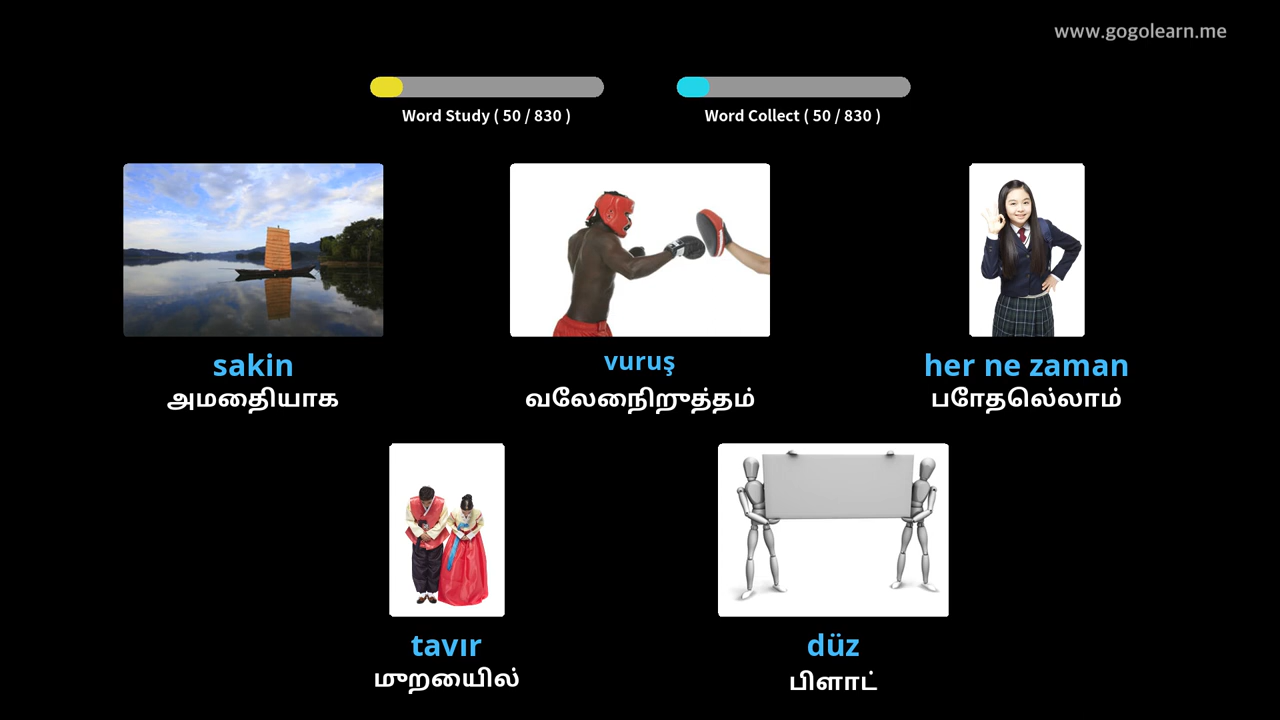 www.gogolearn.me
Word Study ( 50 / 830 )
Word Collect ( 50 / 830 )
sakin
அமைதியாக
vuruş
வேலைநிறுத்தம்
her ne zaman
போதெல்லாம்
tavır
முறையில்
düz
பிளாட்